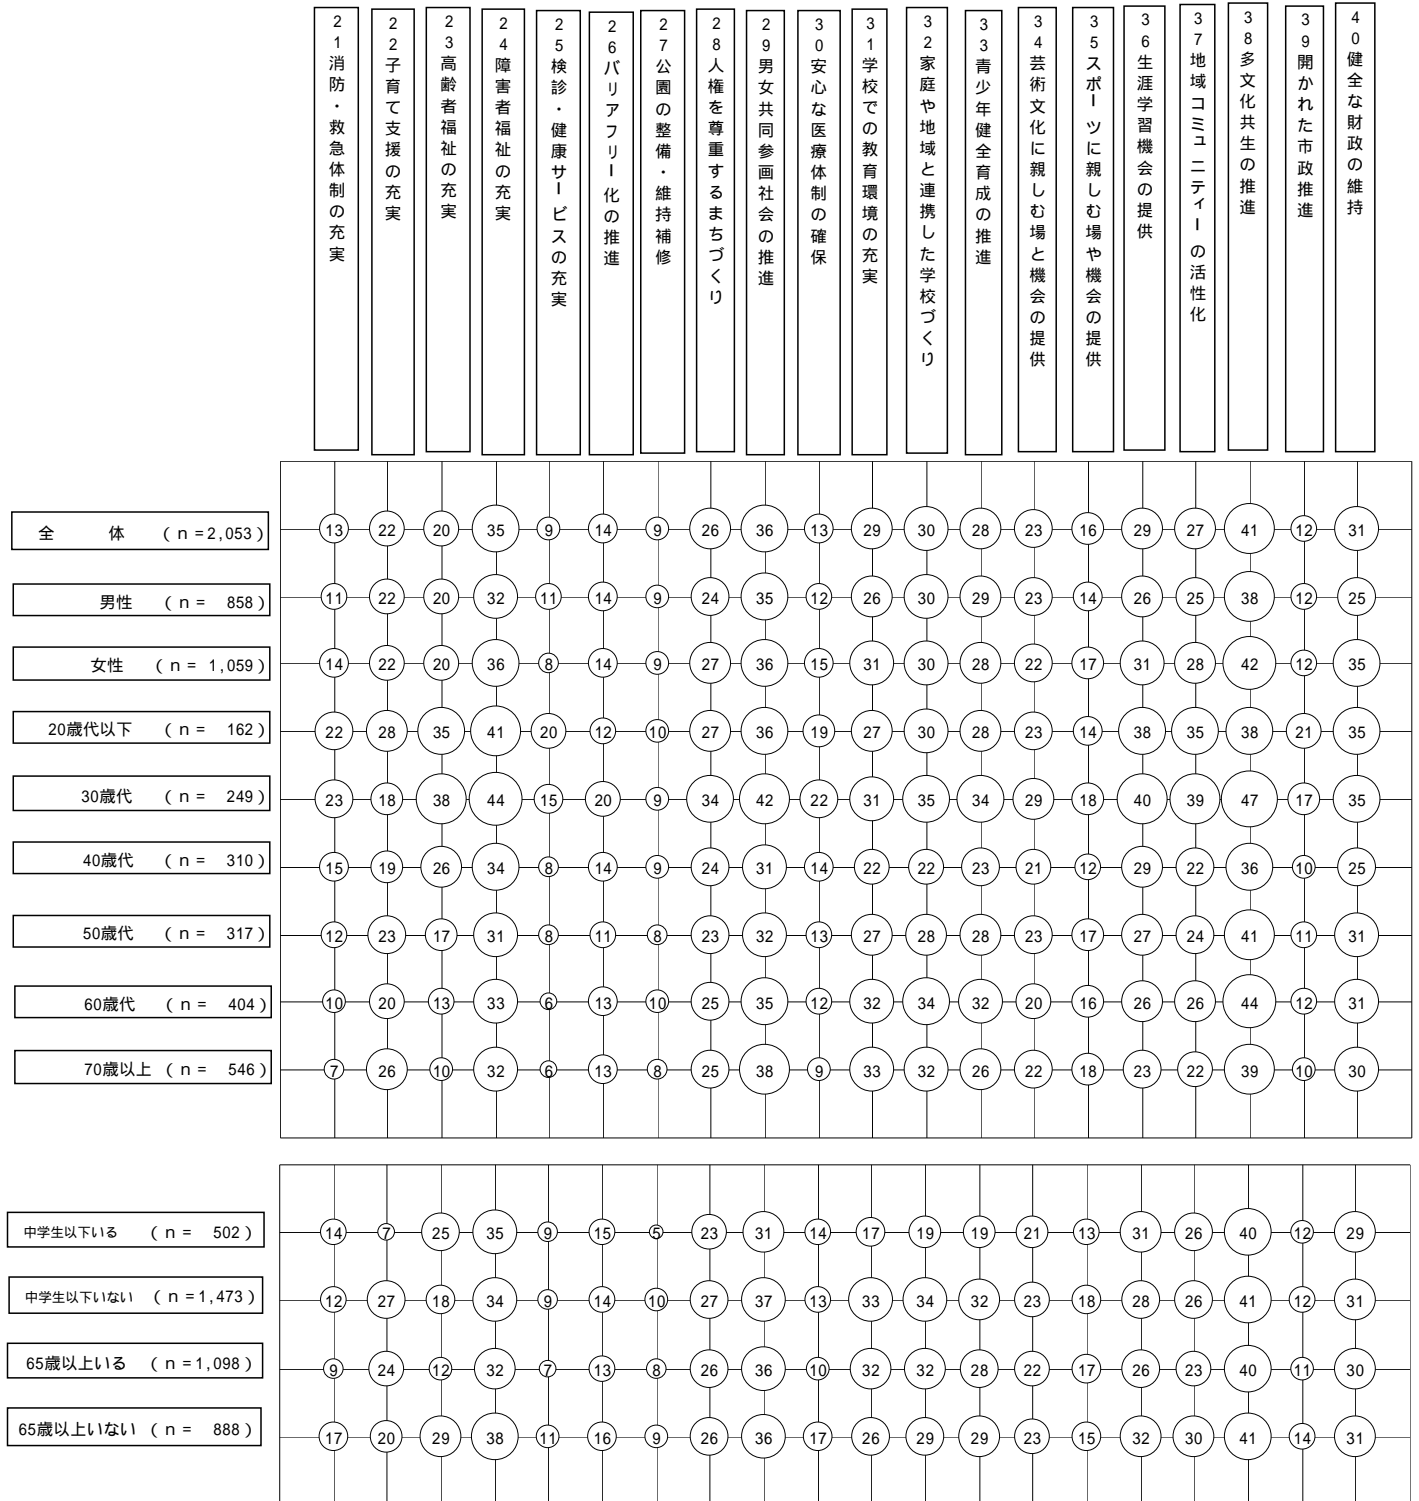 21消防・救急体制の充実
22子育て支援の充実
23高齢者福祉の充実
24障害者福祉の充実
25検診・健康サービスの充実
26バリアフリー化の推進
27公園の整備・維持補修
28人権を尊重するまちづくり
29男女共同参画社会の推進
30安心な医療体制の確保
31学校での教育環境の充実
32家庭や地域と連携した学校づくり
33青少年健全育成の推進
34芸術文化に親しむ場と機会の提供
35スポーツに親しむ場や機会の提供
36生涯学習機会の提供
37地域コミュニティーの活性化
38多文化共生の推進
39開かれた市政推進
40健全な財政の維持
全 体 (n=2,053) 13 22 20 35 9 14 9 26 36 13 29 30 28 23 16 29 27 41 12 31
男性 (n= 858) 11 22 20 32 11 14 9 24 35 12 26 30 29 23 14 26 25 38 12 25
女性 (n= 1,059) 14 22 20 36 8 14 9 27 36 15 31 30 28 22 17 31 28 42 12 35
20歳代以下 (n= 162) 22 28 35 41 20 12 10 27 36 19 27 30 28 23 14 38 35 38 21 35
30歳代 (n= 249) 23 18 38 44 15 20 9 34 42 22 31 35 34 29 18 40 39 47 17 35
40歳代 (n= 310) 15 19 26 34 8 14 9 24 31 14 22 22 23 21 12 29 22 36 10 25
50歳代 (n= 317) 12 23 17 31 8 11 8 23 32 13 27 28 28 23 17 27 24 41 11 31
60歳代 (n= 404) 10 20 13 33 6 13 10 25 35 12 32 34 32 20 16 26 26 44 12 31
70歳以上 (n= 546) 7 26 10 32 6 13 8 25 38 9 33 32 26 22 18 23 22 39 10 30
中学生以下いる (n= 502) 14 7 25 35 9 15 5 23 31 14 17 19 19 21 13 31 26 40 12 29
中学生以下いない (n=1,473) 12 27 18 34 9 14 10 27 37 13 33 34 32 23 18 28 26 41 12 31
65歳以上いる (n=1,098) 9 24 12 32 7 13 8 26 36 10 32 32 28 22 17 26 23 40 11 30
65歳以上いない (n= 888) 17 20 29 38 11 16 9 26 36 17 26 29 29 23 15 32 30 41 14 31